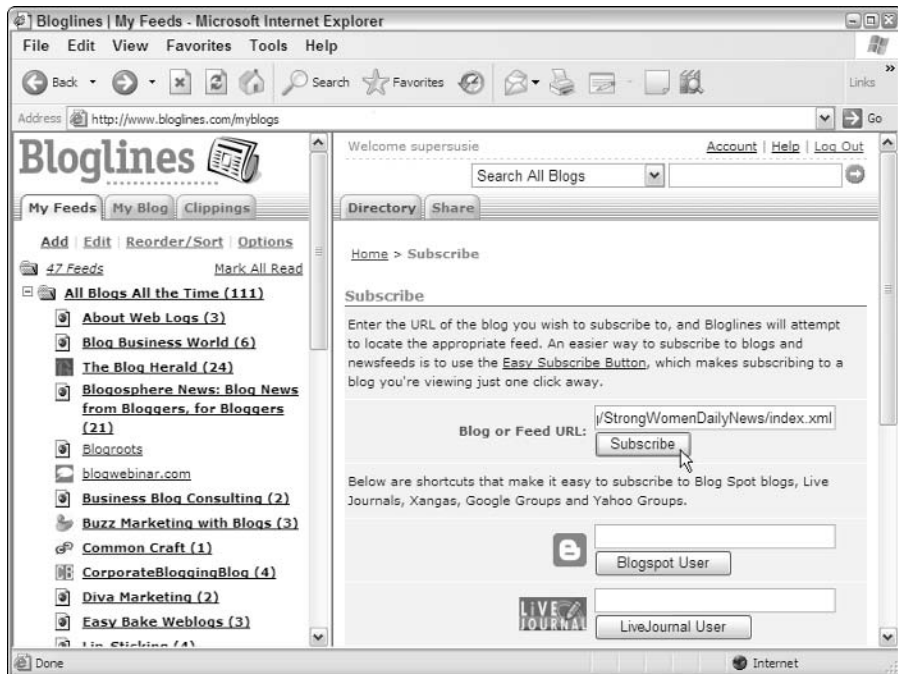 Bloglines | My Feeds - Microsoft Internet Explorer
File Edit View Favorites Tools Help
Back Search Favorites Links »
Address http://www.bloglines.com/myblogs Go
Bloglines
My Feeds My Blog Clippings
Add | Edit | Reorder/Sort | Options
47 Feeds Mark All Read
All Blogs All the Time (111)
About Web Logs (3)
Blog Business World (6)
The Blog Herald (24)
Blogosphere News: Blog News
from Bloggers, for Bloggers
(21)
Blogroots
blogwebinar.com
Business Blog Consulting (2)
Buzz Marketing with Blogs (3)
Common Craft (1)
CorporateBloggingBlog (4)
Diva Marketing (2)
Easy Bake Weblogs (3)
Lip-Sticking (4)
Welcome supersusie Account | Help | Log Out
Search All Blogs
Directory Share
Home > Subscribe
Subscribe
Enter the URL of the blog you wish to subscribe to, and Bloglines will attempt
to locate the appropriate feed. An easier way to subscribe to blogs and
newsfeeds is to use the Easy Subscribe Button, which makes subscribing to a
blog you're viewing just one click away.
Blog or Feed URL: /StrongWomenDailyNews/index.xml
Subscribe
Below are shortcuts that make it easy to subscribe to Blog Spot blogs, Live
Journals, Xangas, Google Groups and Yahoo Groups.
Blogspot User
LiVE JOURNAL
LiveJournal User
Done Internet